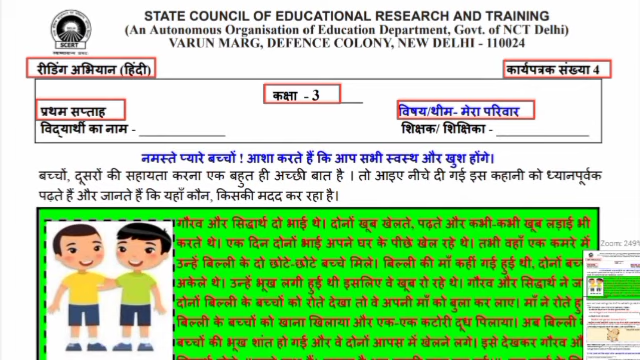 STATE COUNCIL OF EDUCATIONAL RESEARCH AND TRAINING
(An Autonomous Organisation of Education Department, Govt. of NCT Delhi)
VARUN MARG, DEFENCE COLONY, NEW DELHI - 110024
SCERT
रीडिंग अभियान (हिंदी) कार्यपत्रक संख्या 4
कक्षा - 3
प्रथम सप्ताह विषय/थीम- मेरा परिवार
विद्यार्थी का नाम - शिक्षक/ शिक्षिका -
नमस्ते प्यारे बच्चों ! आशा करते हैं कि आप सभी स्वस्थ और खुश होंगे।
बच्चों, दूसरों की सहायता करना एक बहुत ही अच्छी बात है । तो आइए नीचे दी गई इस कहानी को ध्यानपूर्वक
पढ़ते हैं और जानते हैं कि यहाँ कौन, किसकी मदद कर रहा है।
गौरव और सिद्धार्थ दो भाई थे। दोनों खूब खेलते, पढ़ते और कभी-कभी खूब लड़ाई भी
करते थे। एक दिन दोनों भाई अपने घर के पीछे खेल रहे थे। तभी वहाँ एक कमरे में
उन्हें बिल्ली के दो छोटे-छोटे बच्चे मिले। बिल्ली की माँ कहीं गई हुई थी, दोनों
अकेले थे। उन्हें भूख लगी हुई थी इसलिए वे खूब रो रहे थे। गौरव और सिद्धार्थ ने
दोनों बिल्ली के बच्चों को रोते देखा तो वे अपनी माँ को बुला कर लाए। माँ ने रोते
बिल्ली के बच्चों को खाना खिलाया और एक-एक कटोरी दूध पिलाया। अब बिल्ली
बच्चों की भूख शांत हो गई और वे दोनों आपस में खेलने लगे। इसे देखकर गौरव
Zoom: 249%